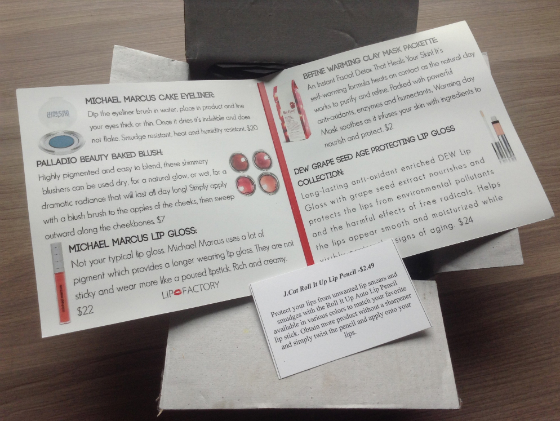 MICHAEL MARCUS CAKE EYELINER:
Dip the eyeliner brush in water, place in product and line
your eyes thick or thin. Once it dries it's indelible and does
not flake. Smudge resistant, heat and humidity resistant. $20
PALLADIO BEAUTY BAKED BLUSH:
Highly pigmented and easy to blend, these shimmery
blushers can be used dry, for a natural glow, or wet, for a
dramatic radiance that will last all day long! Simply apply
with a blush brush to the apples of the cheeks, then sweep
outward along the cheekbones. $7
MICHAEL MARCUS LIP GLOSS:
Not your typical lip gloss. Michael Marcus uses a lot of
pigment which provides a longer wearing lip gloss. They are not
sticky and wear more like a poured lipstick. Rich and creamy.
$22
LIP FACTORY
BEFINE WARMING CLAY MASK PACKETTE:
An Instant Facial Detox That Heals Your Skin! It's
self-warming formula heats on contact as the natural clay
works to purify and refine. Packed with powerful
anti-oxidants, enzymes and humectants, Warming clay
Mask soothes as it infuses your skin with ingredients to
nourish and protect. $2
DEW GRAPE SEED AGE PROTECTING LIP GLOSS
COLLECTION:
Long-lasting anti-oxidant enriched DEW Lip
Gloss with grape seed extract nourishes and
protects the lips from environmental pollutants
and the harmful effects of free radicals. Helps
the lips appear smooth and moisturized while
signs of aging. $24
J.Cat Roll It Up Lip Pencil -$2.49
Protect your lips from unwanted lip smears and
smudges with the Roll It Up Auto Lip Pencil
available in various colors to match your favorite
lip stick. Obtain more product without a sharpener
and simply twist the pencil and apply onto your
lips.